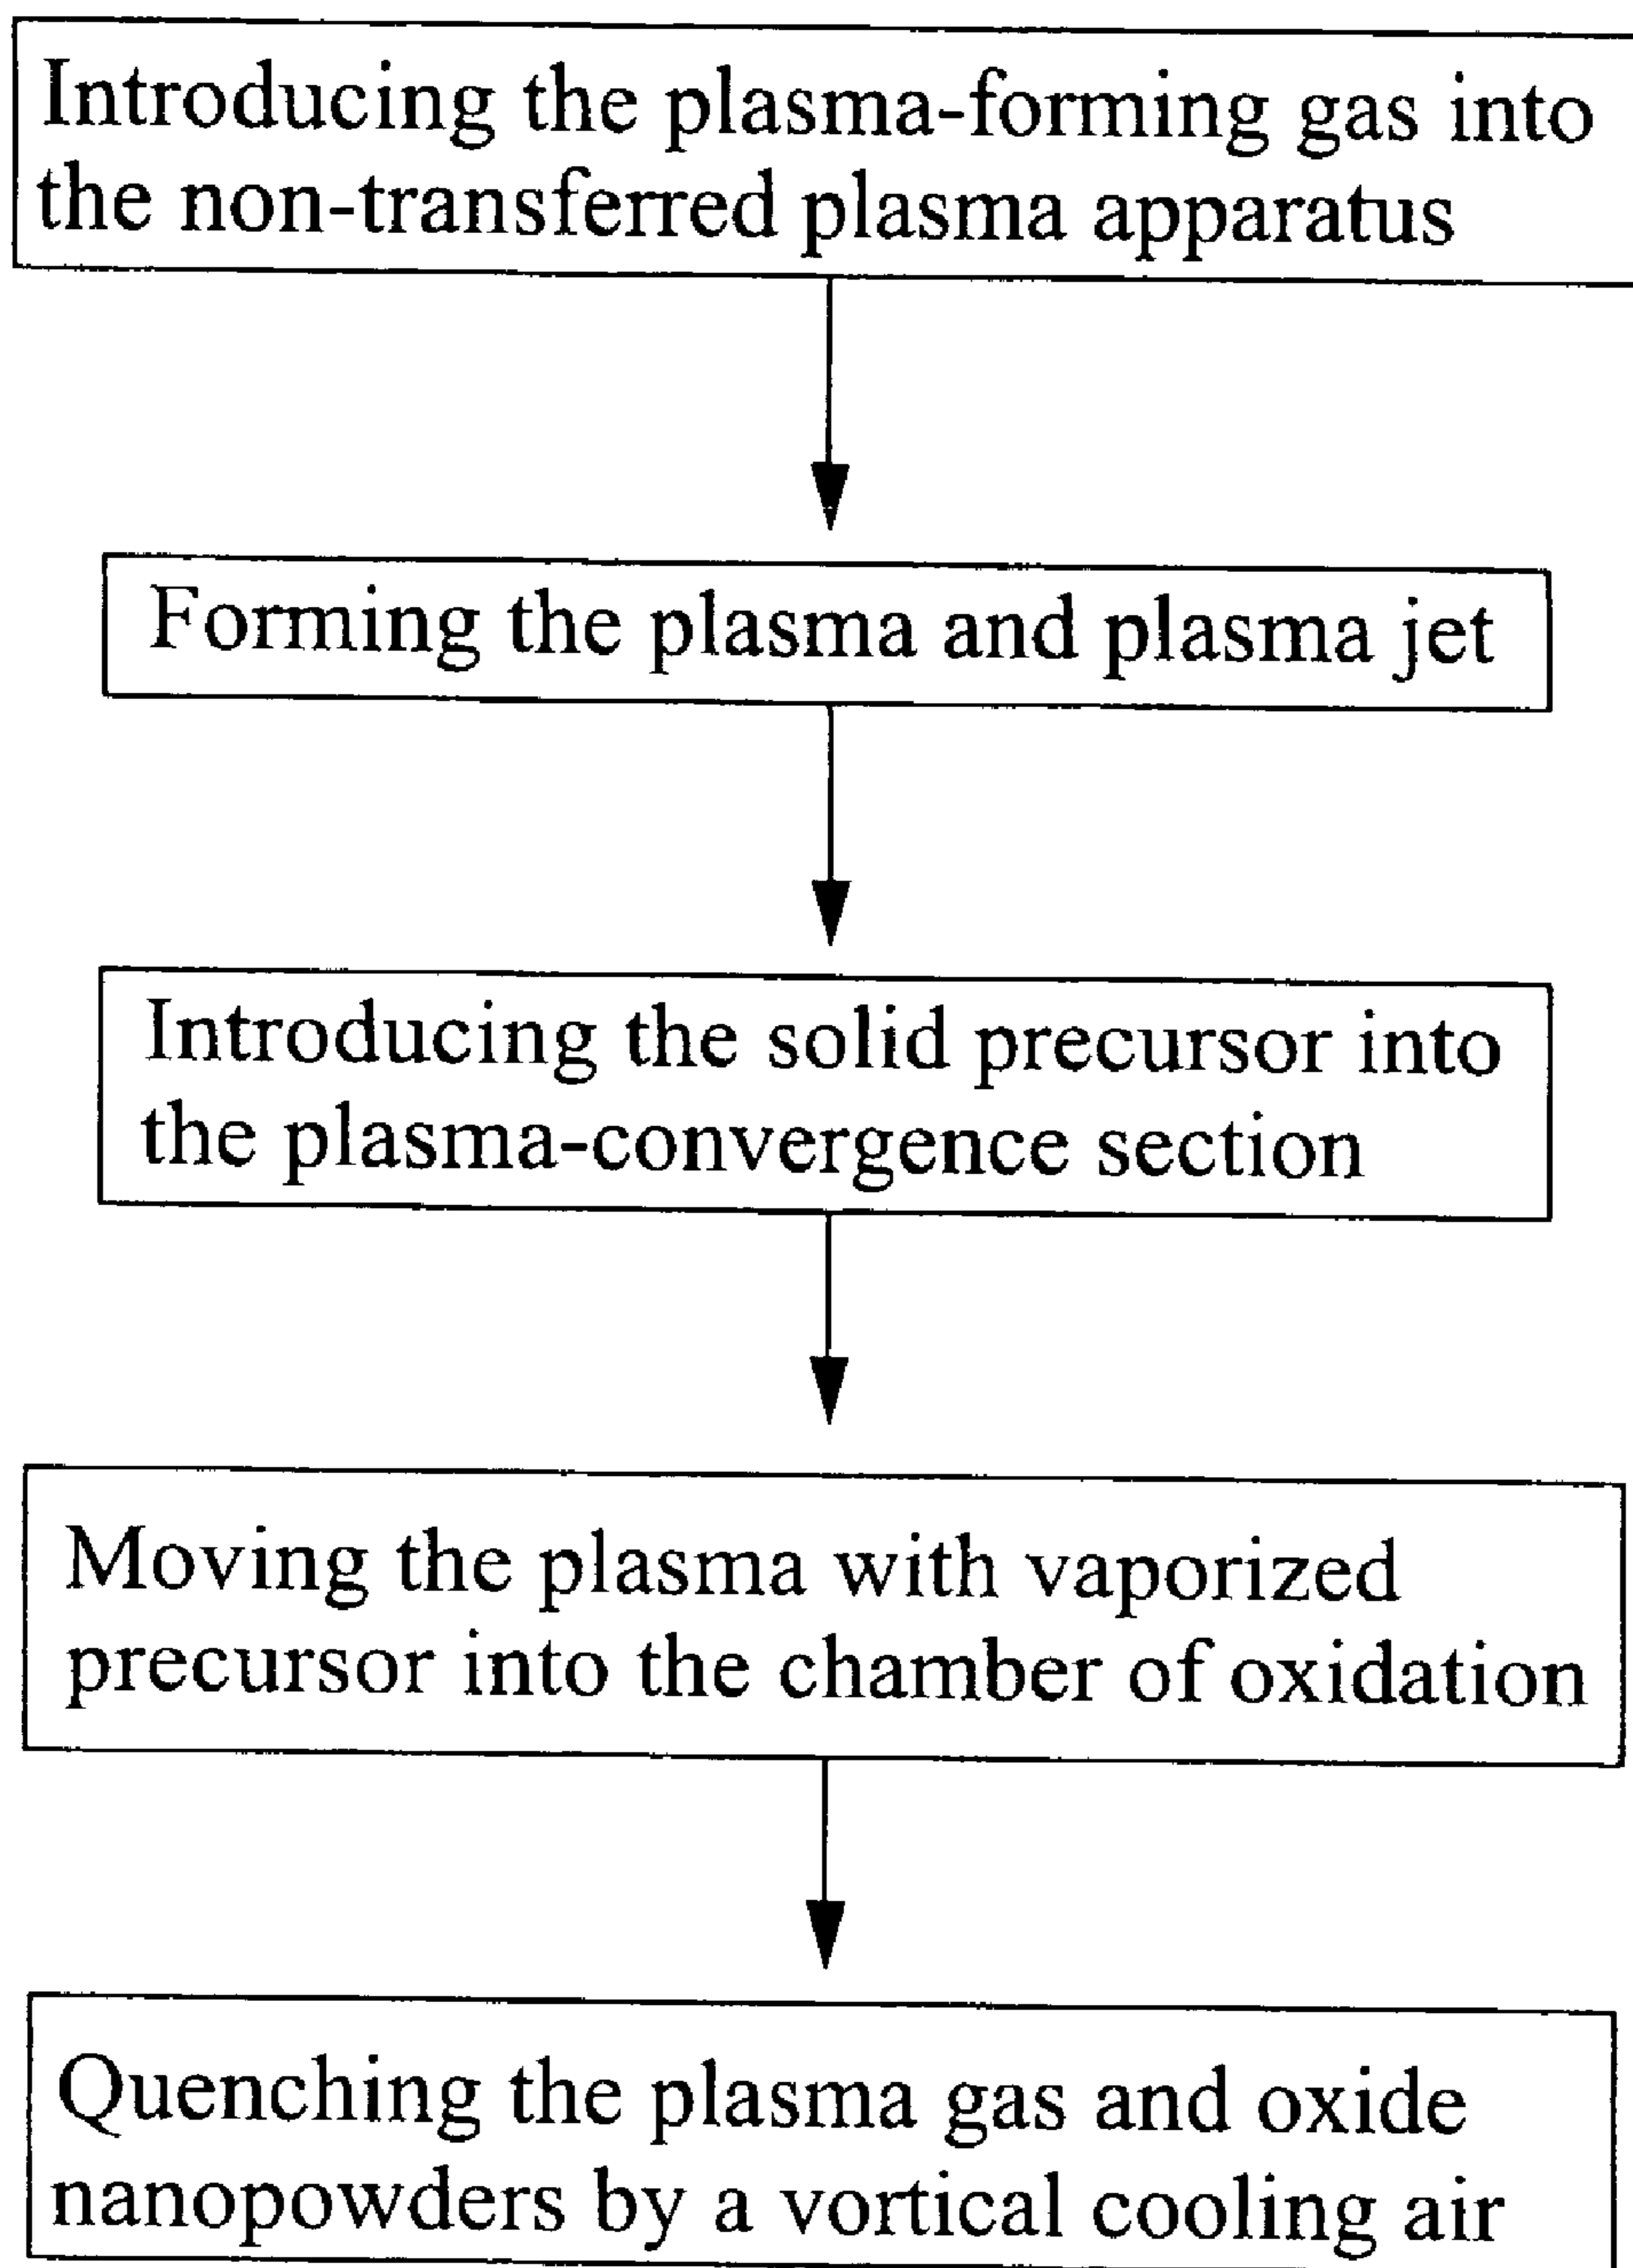 Introducing the plasma-forming gas into
the non-transferred plasma apparatus
Forming the plasma and plasma jet
Introducing the solid precursor into
the plasma-convergence section
Moving the plasma with vaporized
precursor into the chamber of oxidation
Quenching the plasma gas and oxide
nanopowders by a vortical cooling air